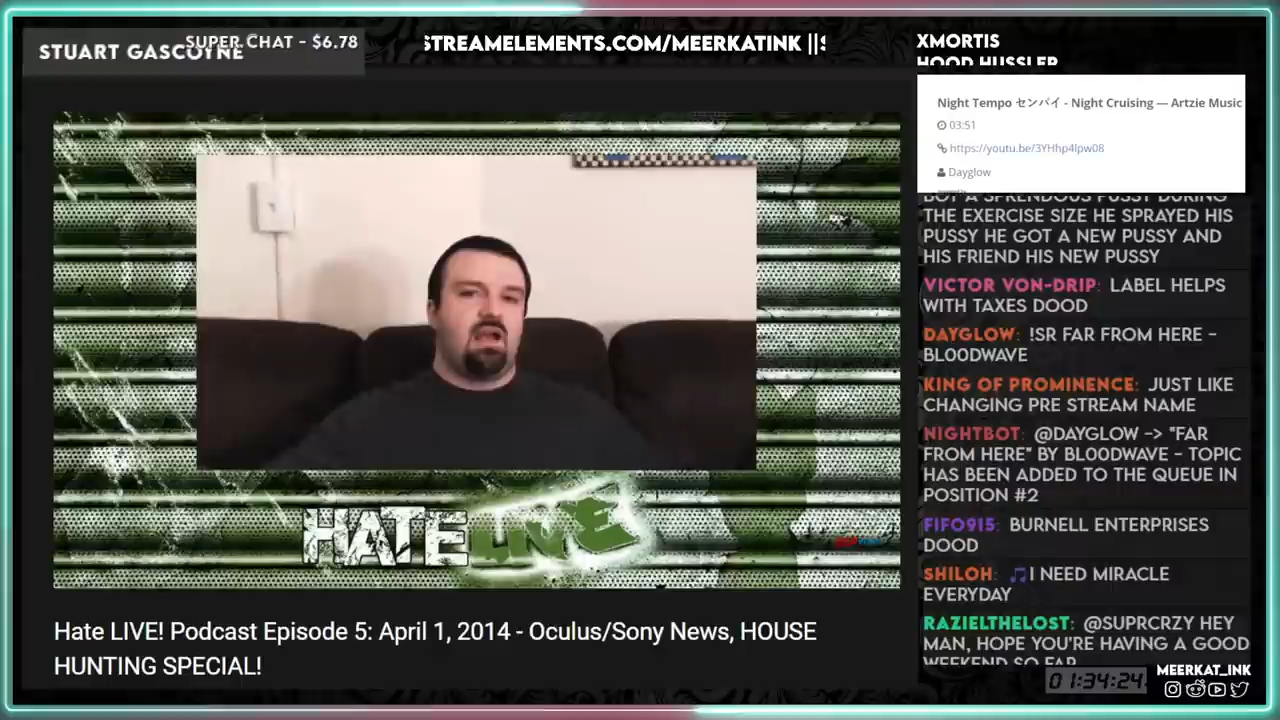 STUART GASCOYNE
SUPER CHAT - $6.78
STREAMELEMENTS.COM/MEERKATINK ||
XMORTIS
HOOD HUSSLER
Night Tempo センパイ - Night Cruising — Artzie Music
03:51
https://youtu.be/3YHhp4lpw08
Dayglow
GOT A SPRENDOUS PUSSY DURING
THE EXERCISE SIZE HE SPRAYED HIS
PUSSY HE GOT A NEW PUSSY AND
HIS FRIEND HIS NEW PUSSY
VICTOR VON-DRIP: LABEL HELPS
WITH TAXES DOOD
DAYGLOW: !SR FAR FROM HERE -
BL00DWAVE
KING OF PROMINENCE: JUST LIKE
CHANGING PRE STREAM NAME
NIGHTBOT: @DAYGLOW -> "FAR
FROM HERE" BY BL00DWAVE - TOPIC
HAS BEEN ADDED TO THE QUEUE IN
POSITION #2
FIFO915: BURNELL ENTERPRISES
DOOD
SHILOH: 🎵I NEED MIRACLE
EVERYDAY
RAZIELTHELOST: @SUPRCRZY HEY
MAN, HOPE YOU'RE HAVING A GOOD
WEEKEND SO FAR
HATE LIVE
Hate LIVE! Podcast Episode 5: April 1, 2014 - Oculus/Sony News, HOUSE
HUNTING SPECIAL!
01:34:24
MEERKAT_INK